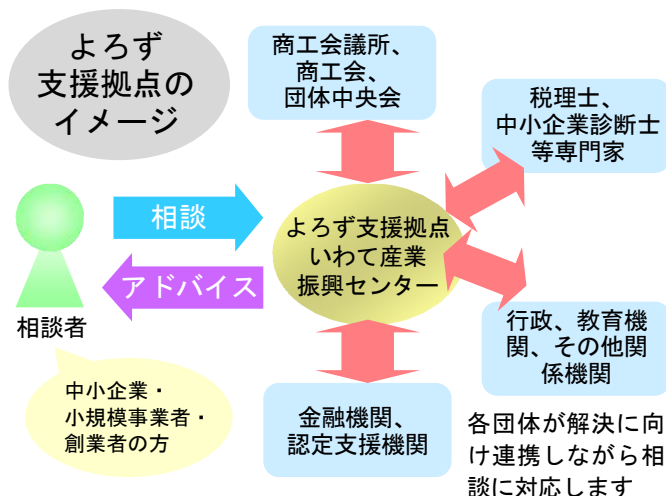 よろず
支援拠点の
イメージ
商工会議所、
商工会、
団体中央会
税理士、
中小企業診断士
等専門家
相談
アドバイス
よろず支援拠点
いわて産業
振興センター
相談者
中小企業・
小規模事業者・
創業者の方
金融機関、
認定支援機関
行政、教育機
関、その他関
係機関
各団体が解決に向
け連携しながら相
談に対応します